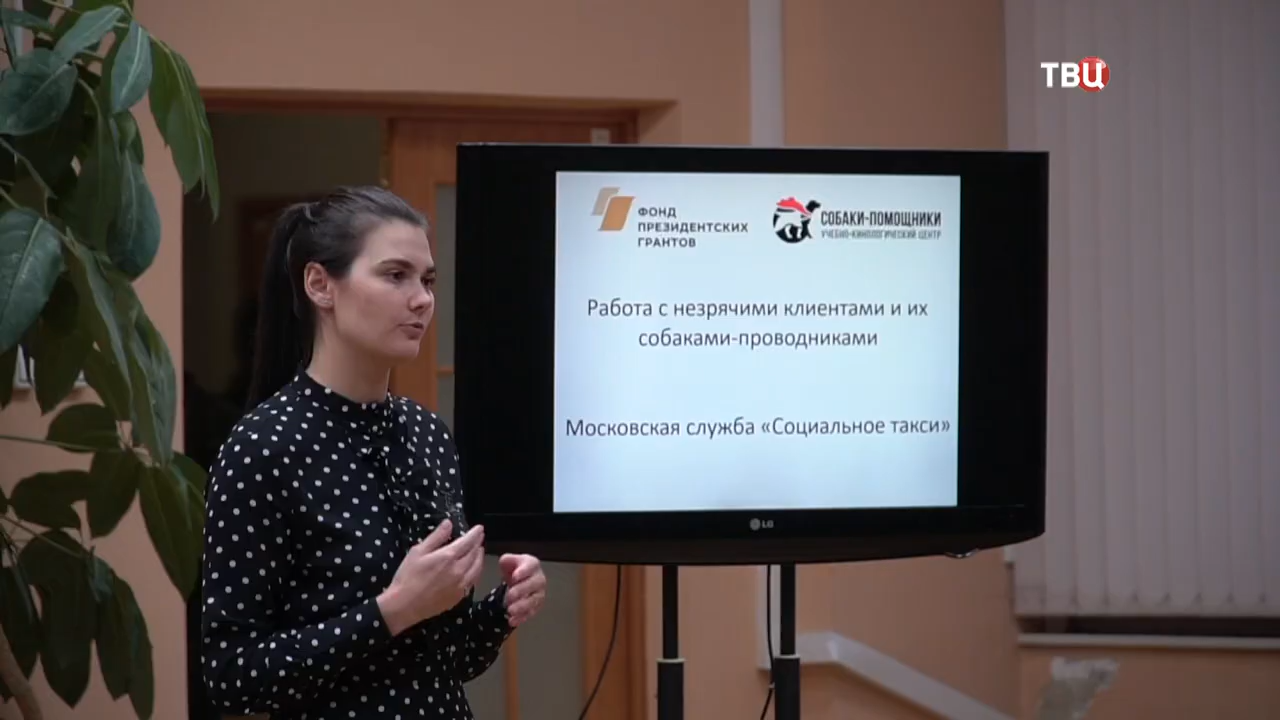 ТВЦ
ФОНД
ПРЕЗИДЕНТСКИХ
ГРАНТОВ
СОБАКИ-ПОМОЩНИКИ
УЧЕБНО-КИНОЛОГИЧЕСКИЙ ЦЕНТР
Работа с незрячими клиентами и их
собаками-проводниками
Московская служба «Социальное такси»
LG